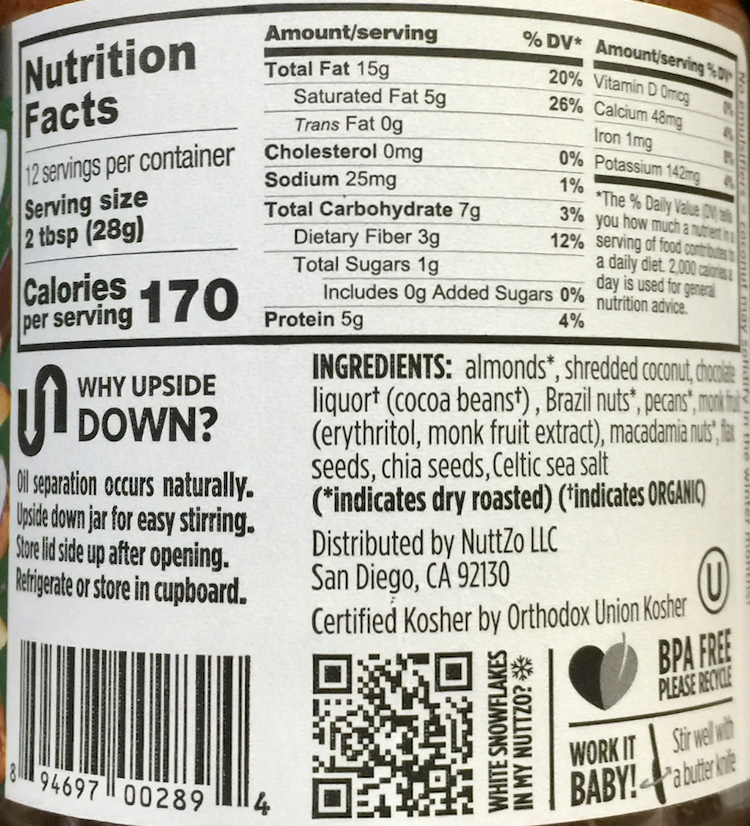 Nutrition
Facts
12 servings per container
Serving size
2 tbsp (28g)
Calories
per serving 170
Amount/serving % DV*
Total Fat 15g 20%
Saturated Fat 5g 26%
Trans Fat 0g
Cholesterol 0mg 0%
Sodium 25mg 1%
Total Carbohydrate 7g 3%
Dietary Fiber 3g 12%
Total Sugars 1g
Includes 0g Added Sugars 0%
Protein 5g 4%
Amount/serving % DV*
Vitamin D 0mcg 0%
Calcium 48mg 4%
Iron 1mg
Potassium 142mg
*The % Daily Value (DV) tells
you how much a nutrient in a
serving of food contributes to
a daily diet. 2,000 calories a
day is used for general
nutrition advice.
WHY UPSIDE
DOWN?
Oil separation occurs naturally.
Upside down jar for easy stirring.
Store lid side up after opening.
Refrigerate or store in cupboard.
INGREDIENTS: almonds*, shredded coconut, chocolate
liquor† (cocoa beans†) , Brazil nuts*, pecans*, monk fruit
(erythritol, monk fruit extract), macadamia nuts*, flax
seeds, chia seeds, Celtic sea salt
(*indicates dry roasted) (†indicates ORGANIC)
Distributed by NuttZo LLC
San Diego, CA 92130
Certified Kosher by Orthodox Union Kosher
U
8 94697 00289 4
WHITE SNOWFLAKES
IN MY NUTTZO?
BPA FREE
PLEASE RECYCLE
WORK IT
BABY!
Stir well with
a butter knife